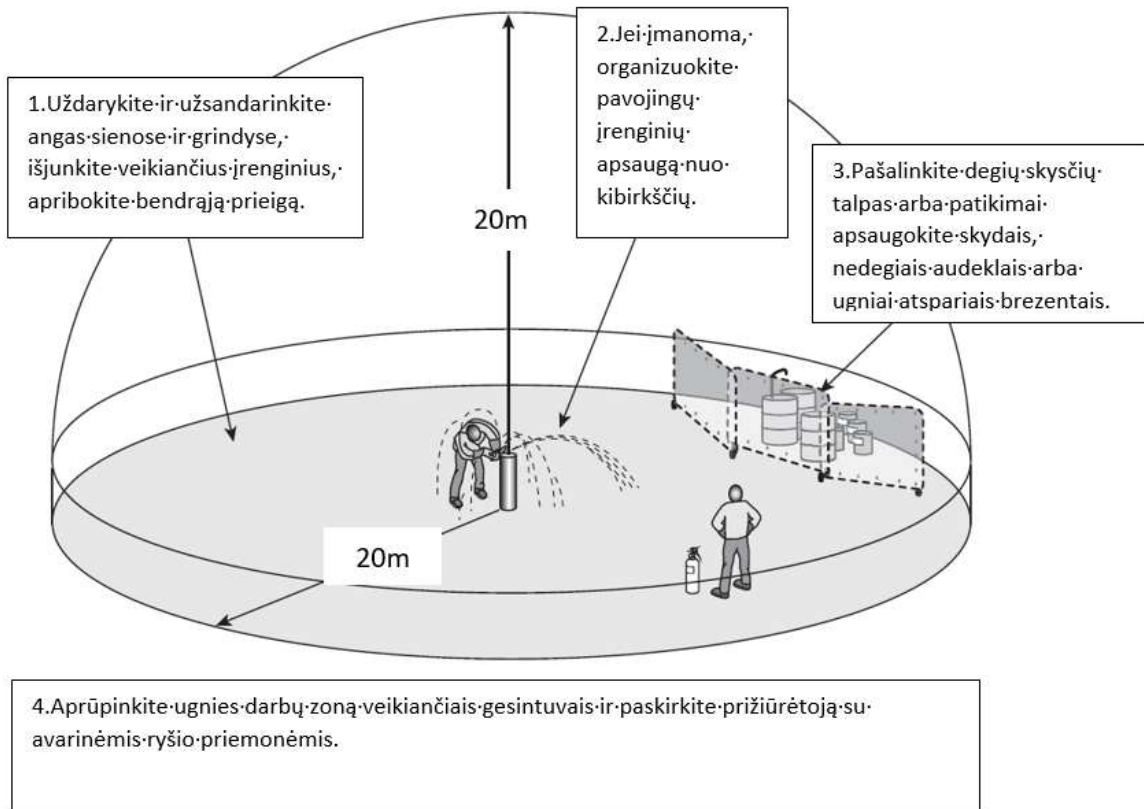 1.Uždarykite·ir·užsandarinkite·
angas·sienose·ir·grindyse,·
išjunkite·veikiančius·įrenginius,·
apribokite·bendrąją·prieigą.
2.Jei·įmanoma,·
organizuokite·
pavojingų·
įrenginių·
apsaugą·nuo·
kibirkščių.
3.Pašalinkite·degių·skysčių·
talpas·arba·patikimai·
apsaugokite·skydais,·
nedegiais·audeklais·arba·
ugniai·atspariais·brezentais.
20m
20m
4.Aprūpinkite·ugnies·darbų·zoną·veikiančiais·gesintuvais·ir·paskirkite·prižiūrėtoją·su·
avarinėmis·ryšio·priemonėmis.